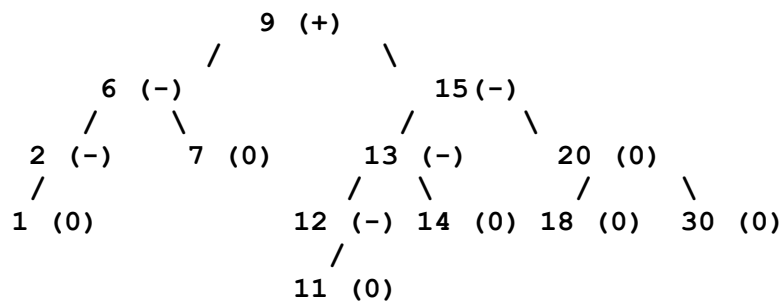 9 (+)
/ \
6 (-) 15(-)
/ \ / \
2 (-) 7 (0) 13 (-) 20 (0)
/ / \ / \
1 (0) 12 (-) 14 (0) 18 (0) 30 (0)
/
11 (0)